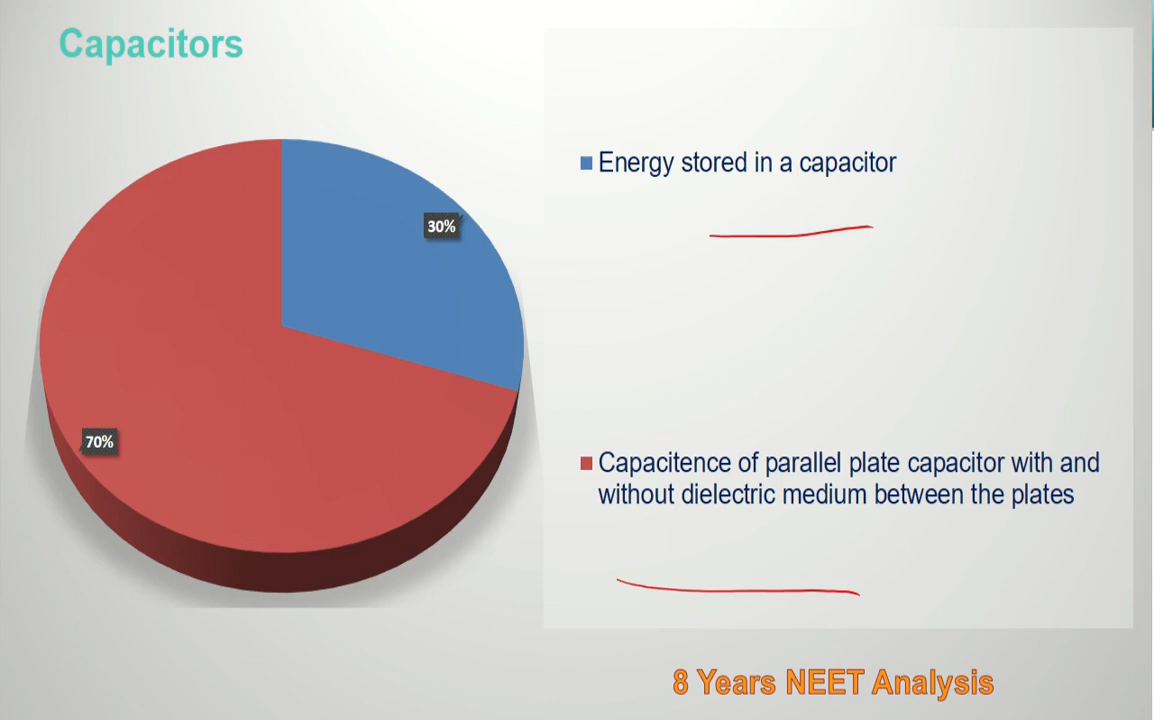 Capacitors
30%
70%
Energy stored in a capacitor
Capacitence of parallel plate capacitor with and
without dielectric medium between the plates
8 Years NEET Analysis